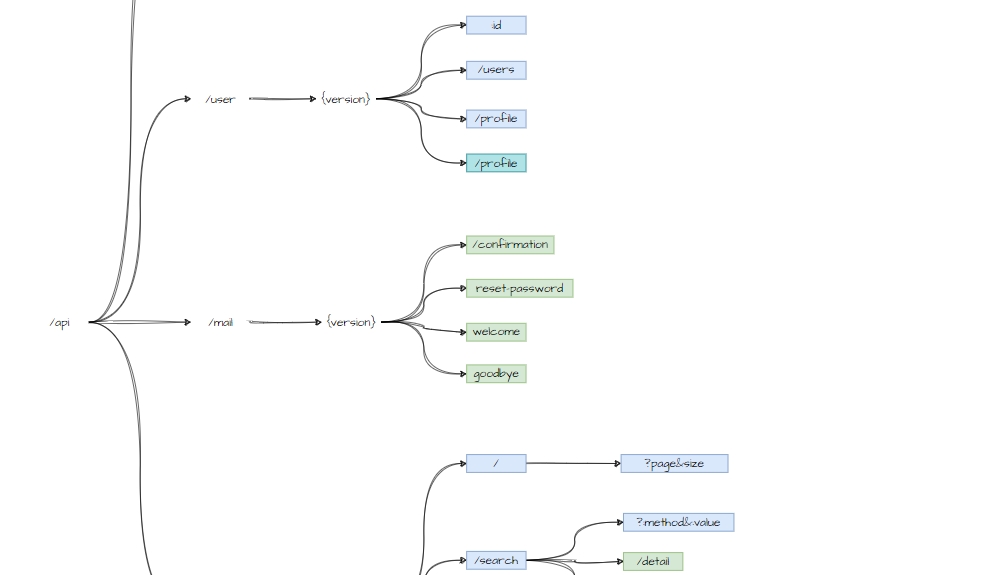 :id
/users
/user
{version}
/profile
/profile
/confirmation
reset-password
/api
/mail
{version}
welcome
goodbye
/
?page&size
?:method&:value
/search
/detail